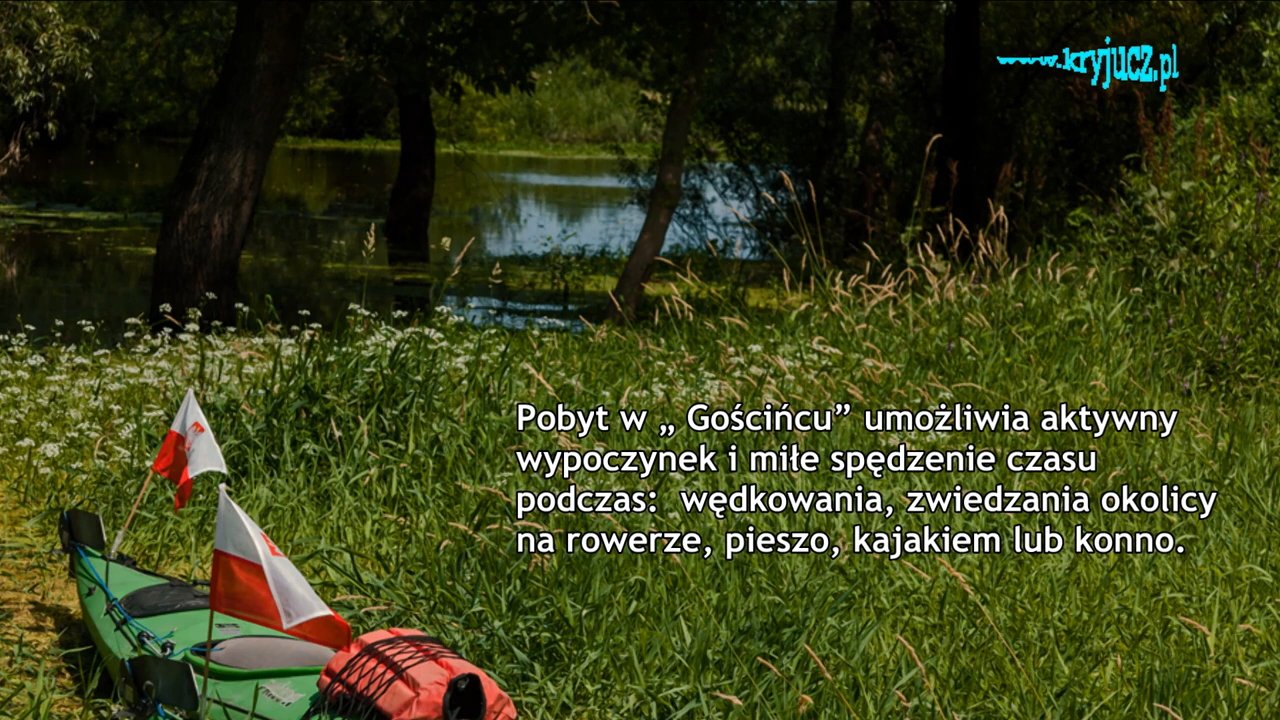 www.kryjucz.pl
Pobyt w „ Gościńcu” umożliwia aktywny
wypoczynek i miłe spędzenie czasu
podczas:  wędkowania, zwiedzania okolicy
na rowerze, pieszo, kajakiem lub konno.